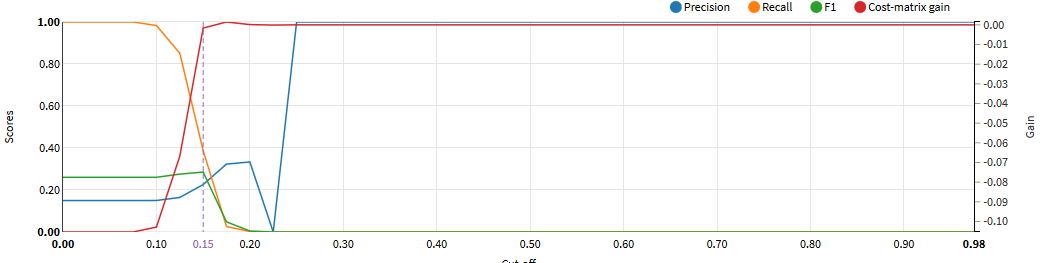 Precision Recall F1 Cost-matrix gain
1.00 0.00
-0.01
0.80 -0.02
-0.03
0.60 -0.04
-0.05
0.40 -0.06
-0.07
0.20 -0.08
-0.09
0.00 -0.10
Scores
Gain
0.00 0.10 0.15 0.20 0.30 0.40 0.50 0.60 0.70 0.80 0.90 0.98
Cut-off